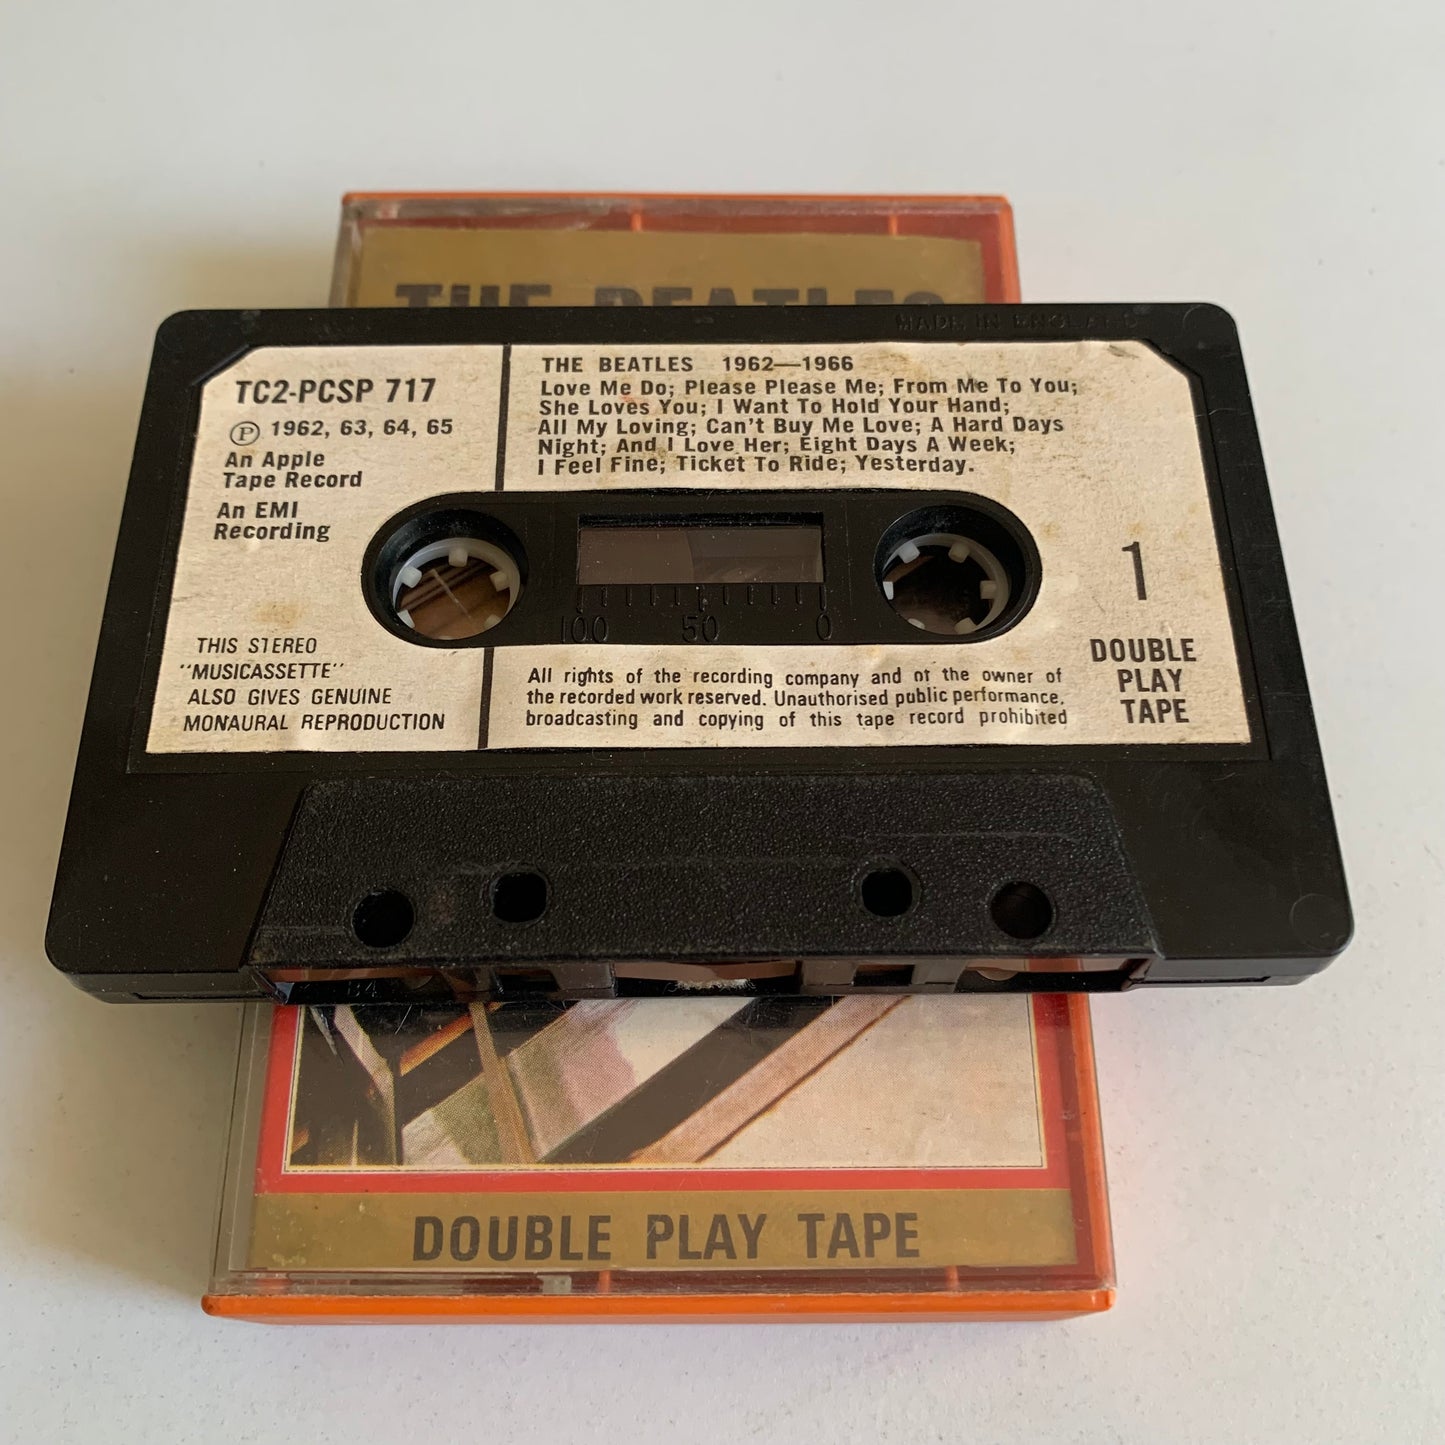 THE BEATLES
MADE IN ENGLAND
TC2-PCSP 717
Ⓟ 1962, 63, 64, 65
An Apple
Tape Record
An EMI
Recording
THIS STEREO
"MUSICASSETTE"
ALSO GIVES GENUINE
MONAURAL REPRODUCTION
THE BEATLES 1962—1966
Love Me Do; Please Please Me; From Me To You;
She Loves You; I Want To Hold Your Hand;
All My Loving; Can't Buy Me Love; A Hard Days
Night; And I Love Her; Eight Days A Week;
I Feel Fine; Ticket To Ride; Yesterday.
100 50 0
1
DOUBLE
PLAY
TAPE
All rights of the recording company and of the owner of
the recorded work reserved. Unauthorised public performance,
broadcasting and copying of this tape record prohibited
DOUBLE PLAY TAPE